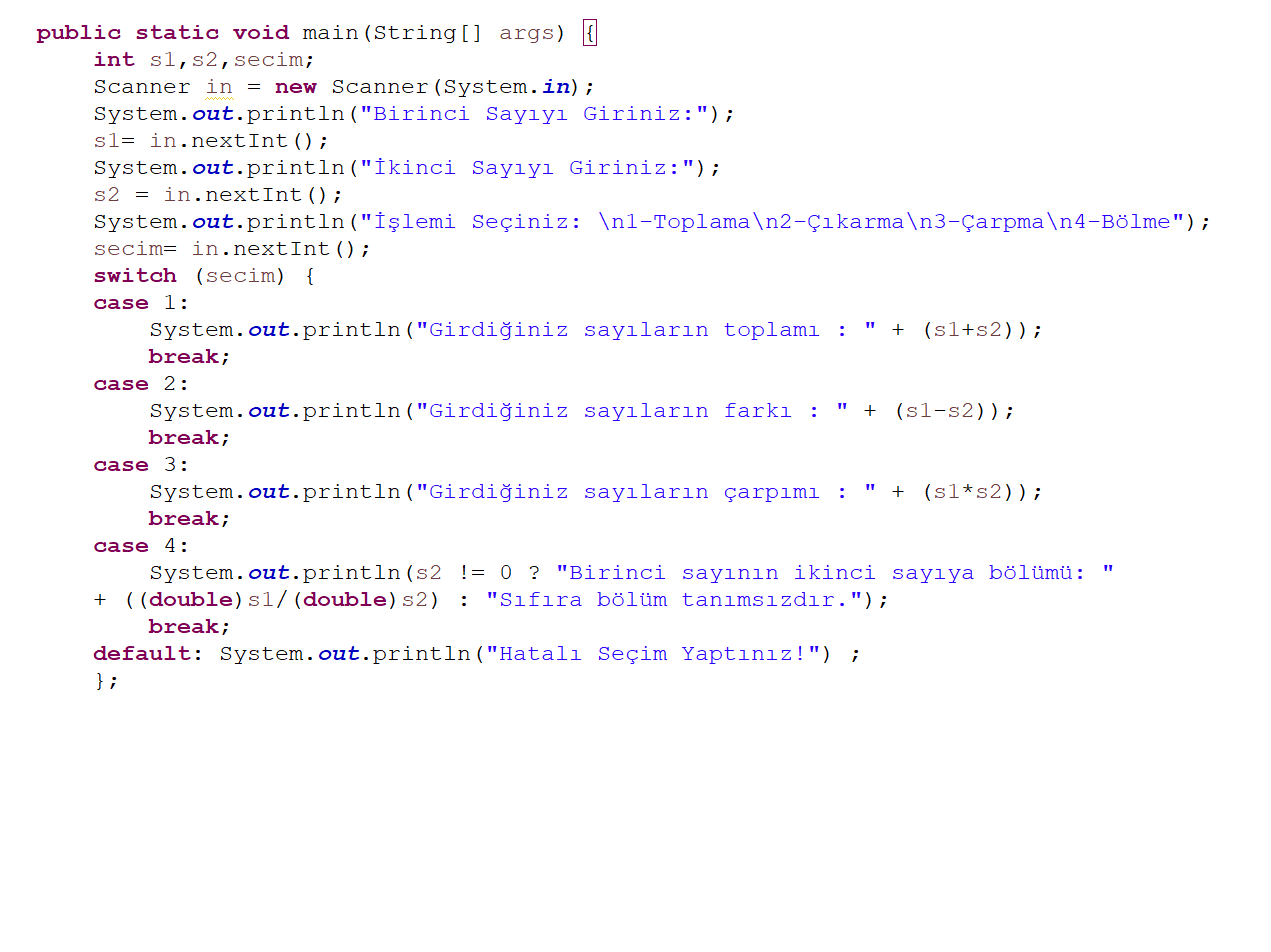 public static void main(String[] args) {
int s1,s2,secim;
Scanner in = new Scanner(System.in);
System.out.println("Birinci Sayıyı Giriniz:");
s1= in.nextInt();
System.out.println("İkinci Sayıyı Giriniz:");
s2 = in.nextInt();
System.out.println("İşlemi Seçiniz: \n1-Toplama\n2-Çıkarma\n3-Çarpma\n4-Bölme");
secim= in.nextInt();
switch (secim) {
case 1:
System.out.println("Girdiğiniz sayıların toplamı : " + (s1+s2));
break;
case 2:
System.out.println("Girdiğiniz sayıların farkı : " + (s1-s2));
break;
case 3:
System.out.println("Girdiğiniz sayıların çarpımı : " + (s1*s2));
break;
case 4:
System.out.println(s2 != 0 ? "Birinci sayının ikinci sayıya bölümü: "
+ ((double)s1/(double)s2) : "Sıfıra bölüm tanımsızdır.");
break;
default: System.out.println("Hatalı Seçim Yaptınız!") ;
};